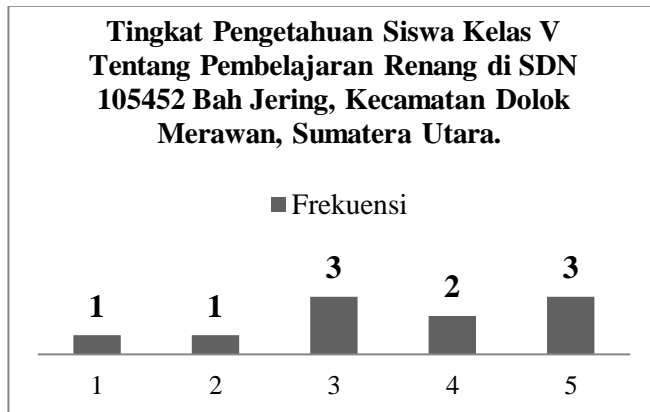 Tingkat Pengetahuan Siswa Kelas V
Tentang Pembelajaran Renang di SDN
105452 Bah Jering, Kecamatan Dolok
Merawan, Sumatera Utara.
Frekuensi
1 1 3 2 3
1 2 3 4 5